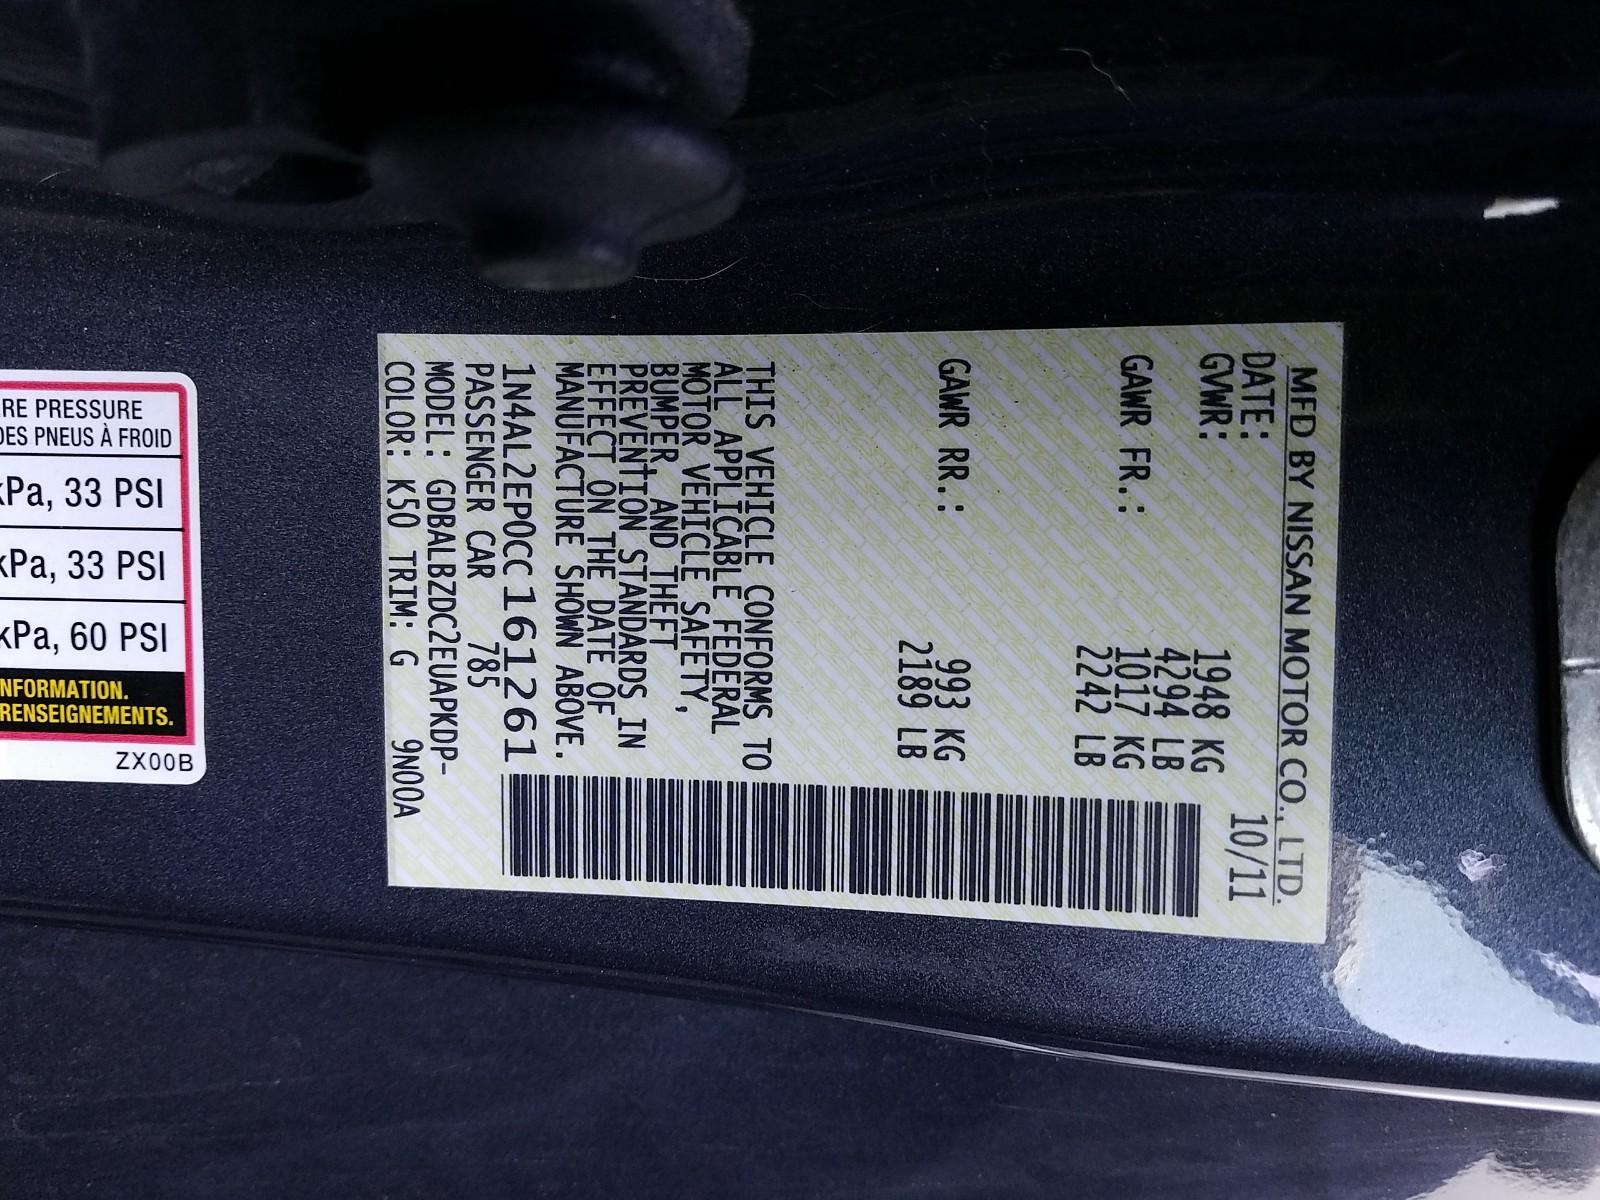 MFD BY NISSAN MOTOR CO., LTD.
DATE: 10/11
GVWR: 1948 KG
4294 LB
GAWR FR.: 1017 KG
2242 LB
GAWR RR.: 993 KG
2189 LB
THIS VEHICLE CONFORMS TO
ALL APPLICABLE FEDERAL
MOTOR VEHICLE SAFETY,
BUMPER, AND THEFT
PREVENTION STANDARDS IN
EFFECT ON THE DATE OF
MANUFACTURE SHOWN ABOVE.
1N4AL2EP0CC161261
PASSENGER CAR 785
MODEL: GDBALBZDC2EUAPKDP-
COLOR: K50 TRIM: G 9N00A
RE PRESSURE
DES PNEUS À FROID
kPa, 33 PSI
kPa, 33 PSI
kPa, 60 PSI
NFORMATION.
RENSEIGNEMENTS.
ZX00B